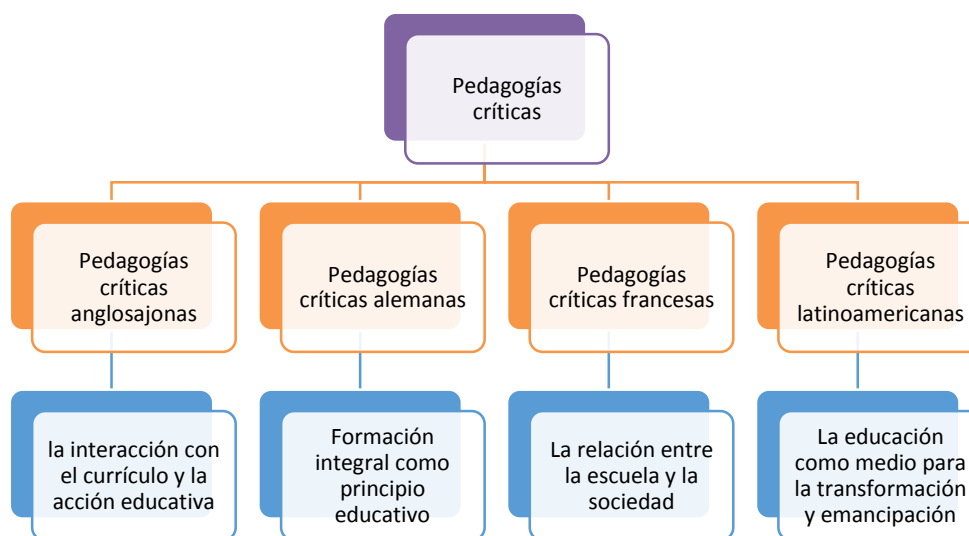 Pedagogías
críticas
Pedagogías
críticas
anglosajonas
Pedagogías
críticas alemanas
Pedagogías
críticas francesas
Pedagogías
críticas
latinoamericanas
la interacción con
el currículo y la
acción educativa
Formación
integral como
principio
educativo
La relación entre
la escuela y la
sociedad
La educación
como medio para
la transformación
y emancipación